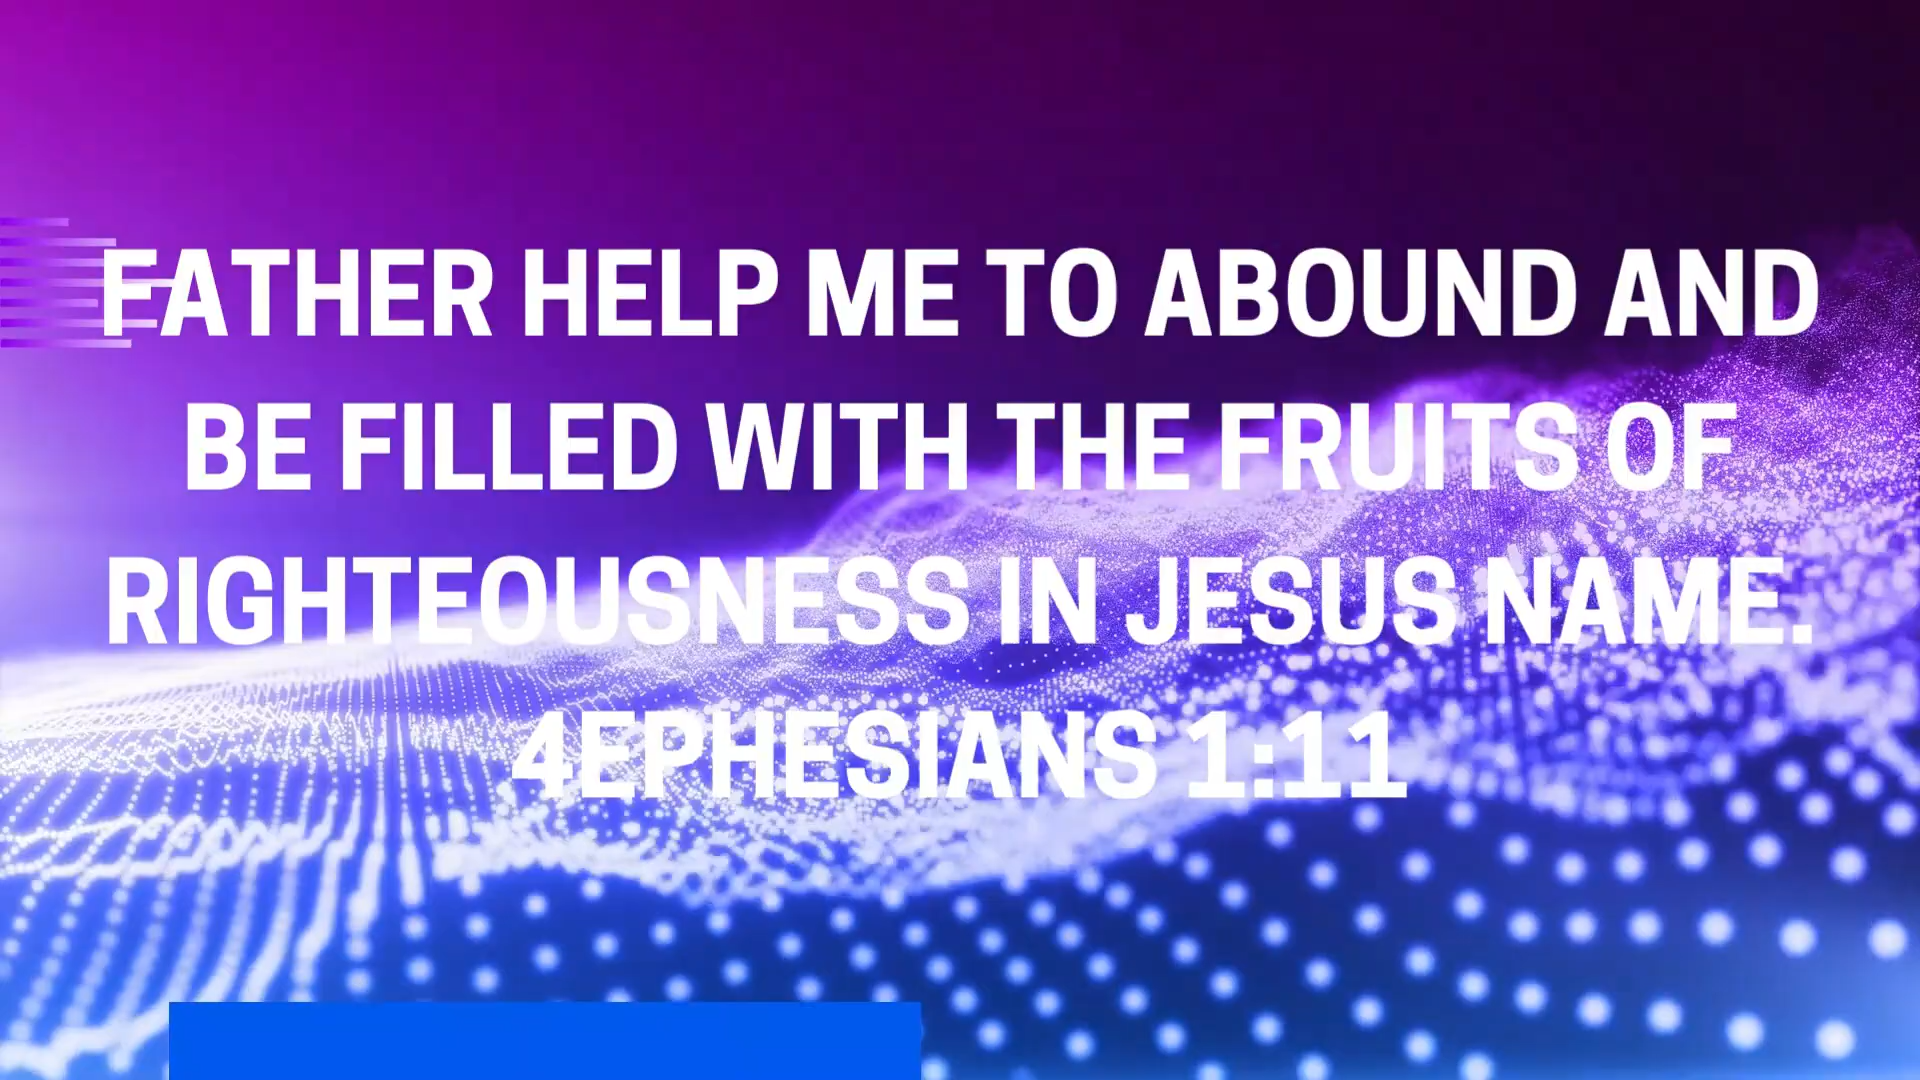 FATHER HELP ME TO ABOUND AND
BE FILLED WITH THE FRUITS OF
RIGHTEOUSNESS IN JESUS NAME.
4EPHESIANS 1:11